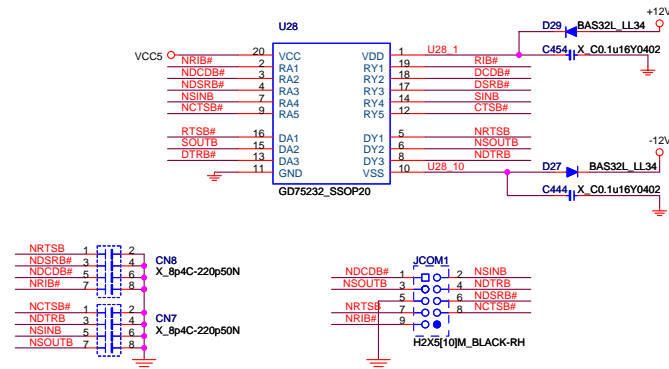 +12V
U28
D29 BAS32L_LL34
VCC5 20 VCC VDD 1 U28_1 C454 X_C0.1u16Y0402
NRIB# 2 RA1 RY1 19 RIB#
NDCDB# 3 RA2 RY2 18 DCDB#
NDSRB# 4 RA3 RY3 17 DSRB#
NSINB 7 RA4 RY4 14 SINB
NCTSB# 9 RA5 RY5 12 CTSB#
RTSB# 16 DA1 DY1 5 NRTSB
SOUTB 15 DA2 DY2 6 NSOUTB
DTRB# 13 DA3 DY3 8 NDTRB
-12V
11 GND VSS 10 U28_10 D27 BAS32L_LL34
GD75232_SSOP20
C444 X_C0.1u16Y0402
NRTSB 1 2
NDSRB# 3 4
NDCDB# 5 6
NRIB# 7 8
CN8
X_8p4C-220p50N
NCTSB# 1 2
NDTRB 3 4
NSINB 5 6
NSOUTB 7 8
CN7
X_8p4C-220p50N
JCOM1
NDCDB# 1 2 NSINB
NSOUTB 3 4 NDTRB
5 6 NDSRB#
NRTSB 7 8 NCTSB#
NRIB# 9
H2X5[10]M_BLACK-RH